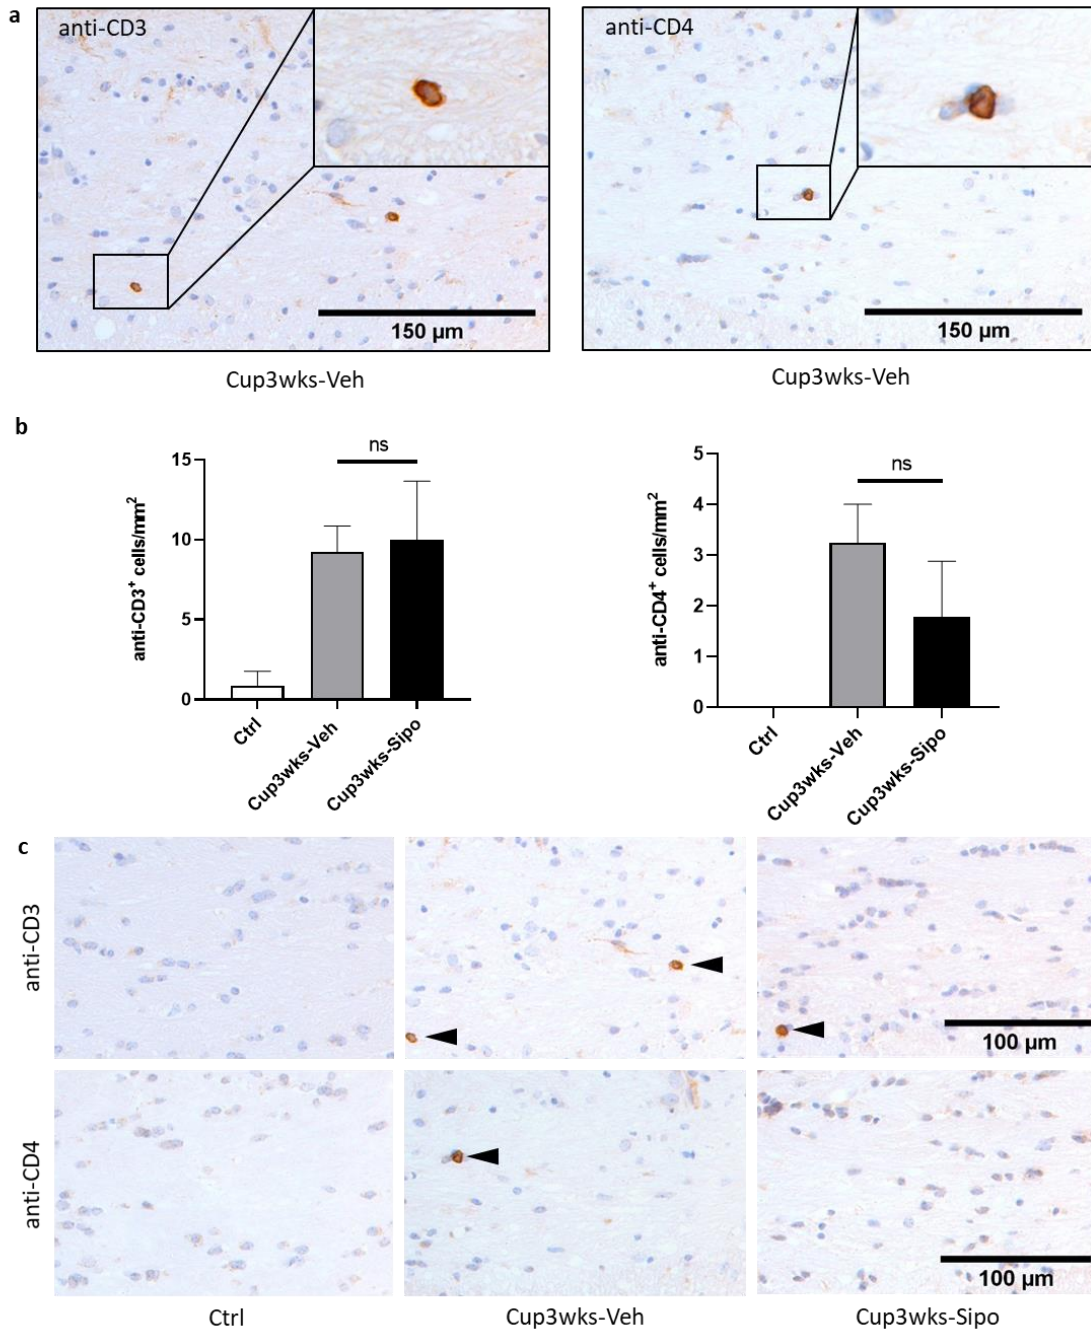 a
anti-CD3
anti-CD4
150 µm
150 µm
Cup3wks-Veh
Cup3wks-Veh
b
ns
15
10
5
0
anti-CD3⁺ cells/mm²
Ctrl
Cup3wks-Veh
Cup3wks-Sipo
ns
5
4
3
2
1
0
anti-CD4⁺ cells/mm²
Ctrl
Cup3wks-Veh
Cup3wks-Sipo
c
anti-CD3
100 µm
anti-CD4
100 µm
Ctrl
Cup3wks-Veh
Cup3wks-Sipo